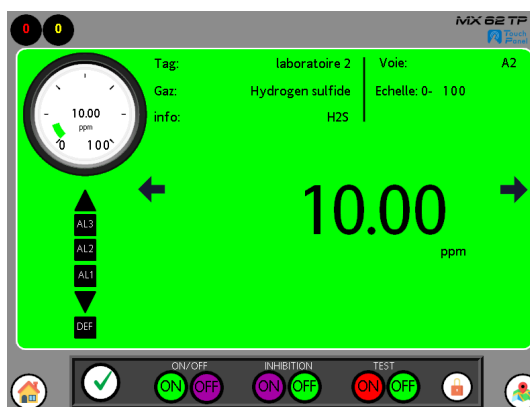 0 0
MX 62 TP
Touch
Panel
Tag: laboratoire 2 Voie: A2
Gaz: Hydrogen sulfide Echelle: 0- 100
info: H2S
10.00
ppm
0 100
10.00
ppm
AL3
AL2
AL1
DEF
ON/OFF INHIBITION TEST
ON OFF ON OFF ON OFF